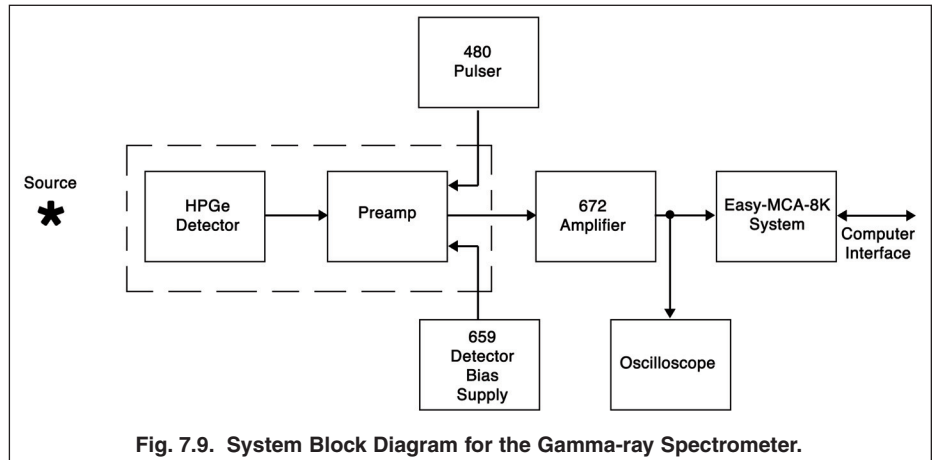 480
Pulser
Source
*
HPGe
Detector
Preamp
672
Amplifier
Easy-MCA-8K
System
Computer
Interface
659
Detector
Bias
Supply
Oscilloscope
Fig. 7.9. System Block Diagram for the Gamma-ray Spectrometer.